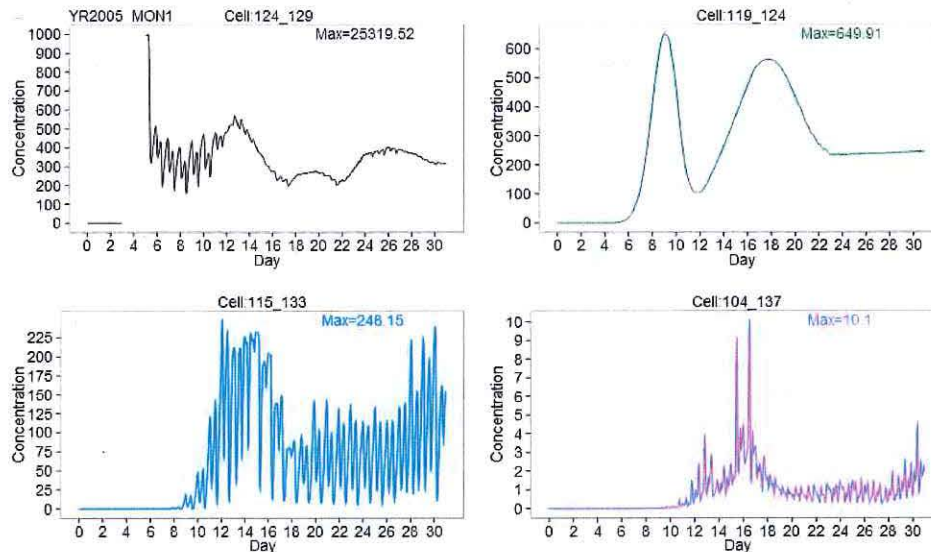 YR2005 MON1 Cell:124_129
Max=25319.52
1000
900
800
700
600
500
400
300
200
100
0
Concentration
0 2 4 6 8 10 12 14 16 18 20 22 24 26 28 30
Day
Cell:119_124
Max=649.91
600
500
400
300
200
100
0
Concentration
0 2 4 6 8 10 12 14 16 18 20 22 24 26 28 30
Day
Cell:115_133
Max=248.15
225
200
175
150
125
100
75
50
25
0
Concentration
0 2 4 6 8 10 12 14 16 18 20 22 24 26 28 30
Day
Cell:104_137
Max=10.1
10
9
8
7
6
5
4
3
2
1
0
Concentration
0 2 4 6 8 10 12 14 16 18 20 22 24 26 28 30
Day